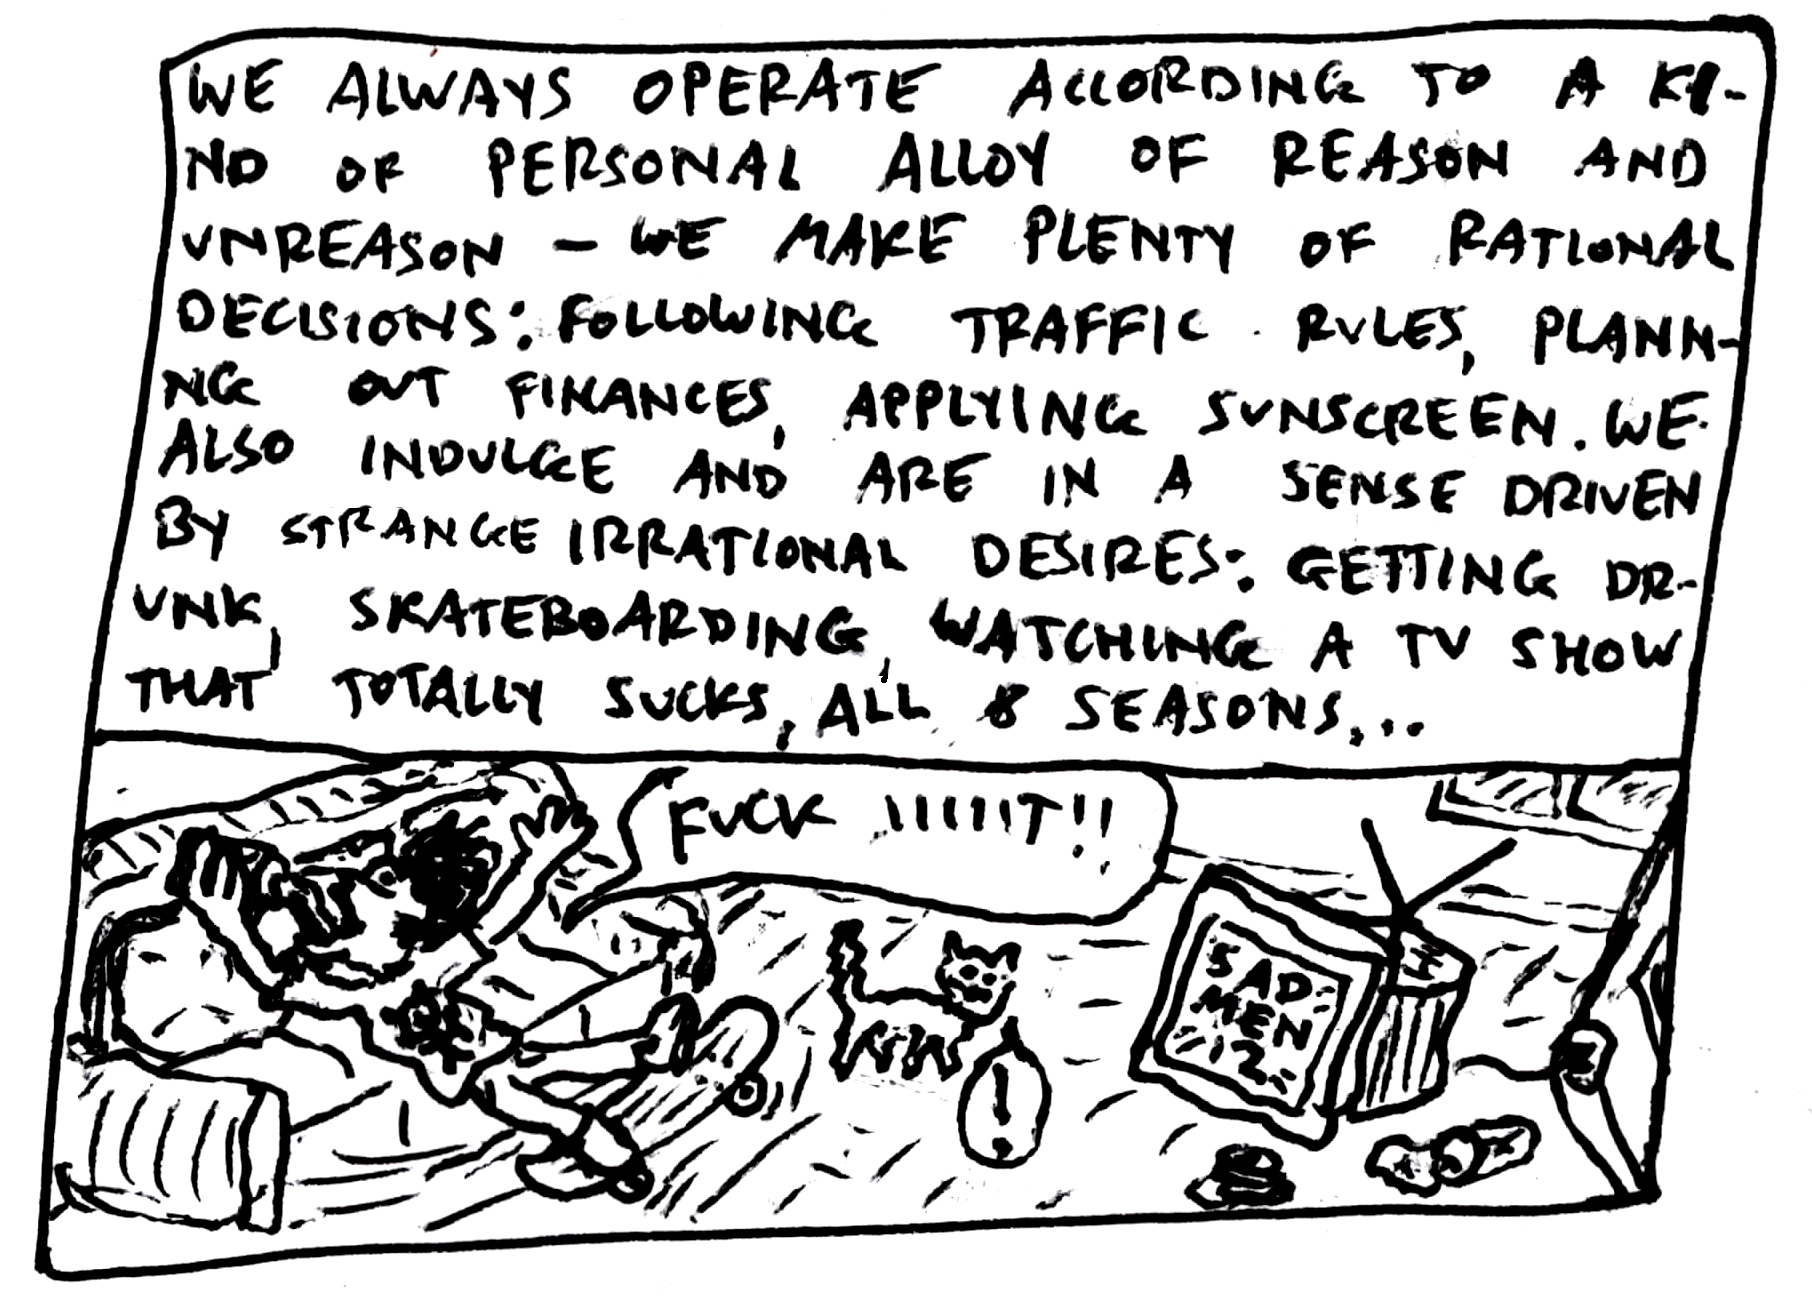 WE ALWAYS OPERATE ACCORDING TO A KI-
ND OF PERSONAL ALLOY OF REASON AND
UNREASON – WE MAKE PLENTY OF RATIONAL
DECISIONS: FOLLOWING TRAFFIC RULES, PLANN-
NG OUT FINANCES, APPLYING SUNSCREEN. WE
ALSO INDULGE AND ARE IN A SENSE DRIVEN
BY STRANGE IRRATIONAL DESIRES: GETTING DR-
UNK, SKATEBOARDING, WATCHING A TV SHOW
THAT TOTALLY SUCKS, ALL 8 SEASONS,...
FUCK IIIIIIT!!
SAD
MEN
2
!